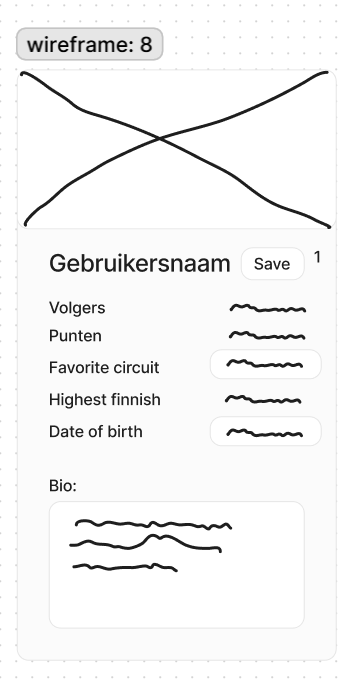 wireframe: 8
Gebruikersnaam Save 1
Volgers
Punten
Favorite circuit
Highest finnish
Date of birth
Bio: